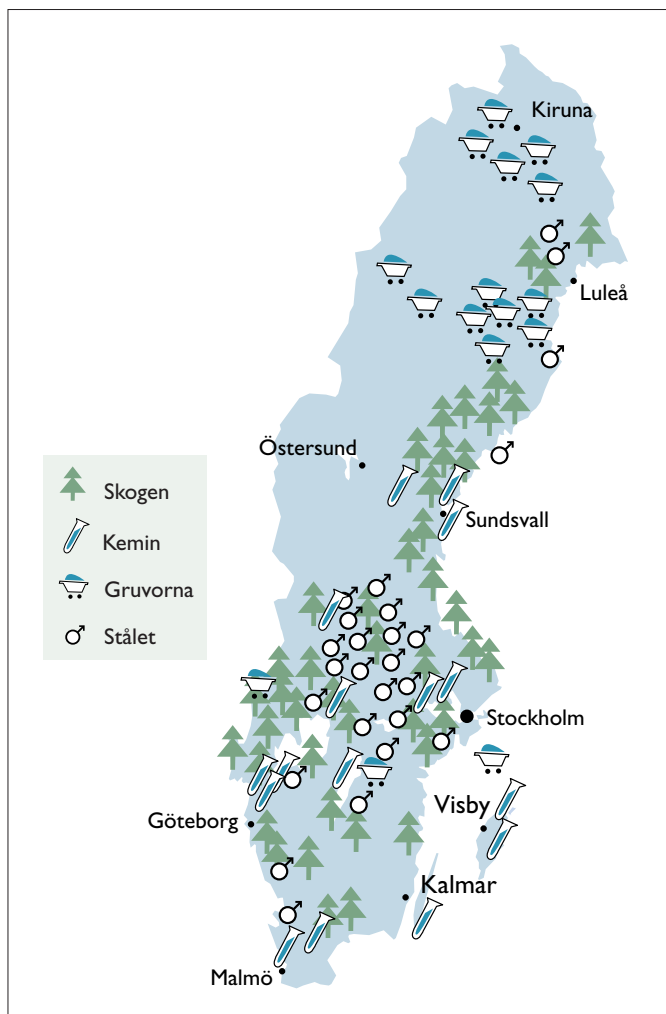 Kiruna
Luleå
Östersund
Skogen
Kemin
Sundsvall
Gruvorna
Stålet
Stockholm
Visby
Göteborg
Kalmar
Malmö